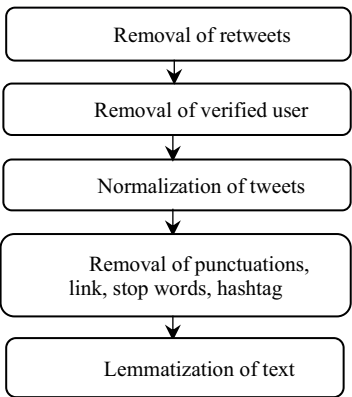 Removal of retweets
Removal of verified user
Normalization of tweets
Removal of punctuations,
link, stop words, hashtag
Lemmatization of text